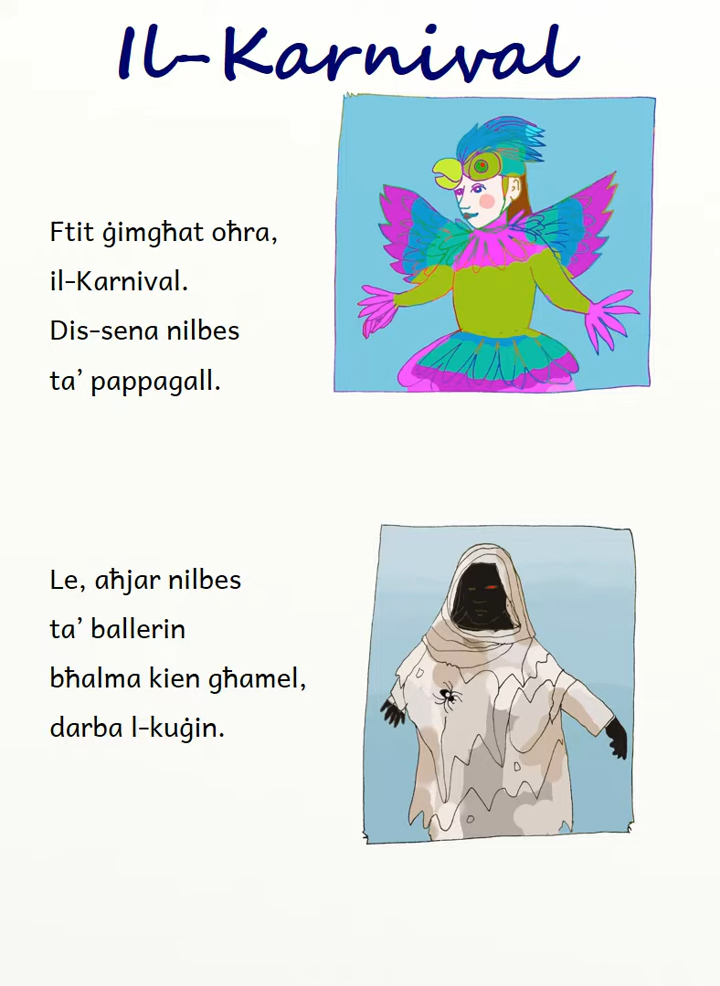 Il-Karnival
Ftit ġimgħat oħra,
il-Karnival.
Dis-sena nilbes
ta’ pappagall.
Le, aħjar nilbes
ta’ ballerin
bħalma kien għamel,
darba l-kuġin.